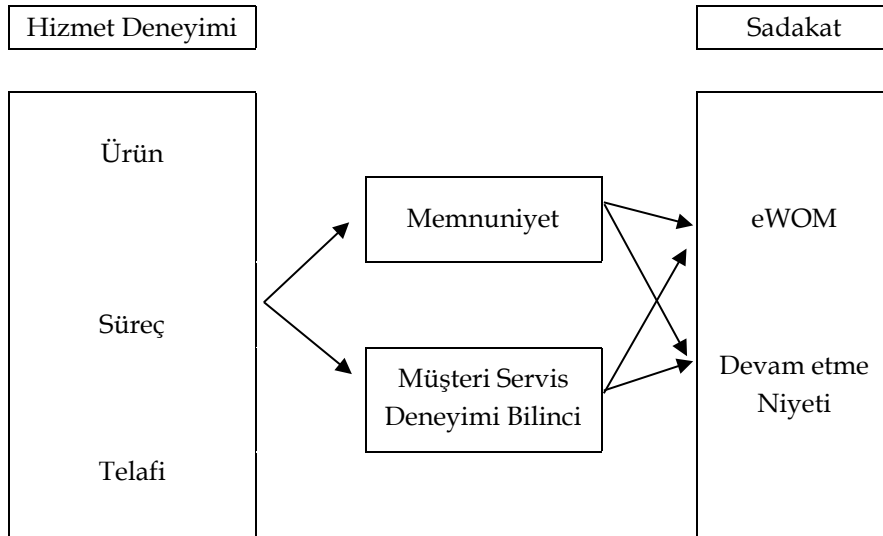 Hizmet Deneyimi
Sadakat
Ürün
Süreç
Telafi
Memnuniyet
Müşteri Servis
Deneyimi Bilinci
eWOM
Devam etme
Niyeti